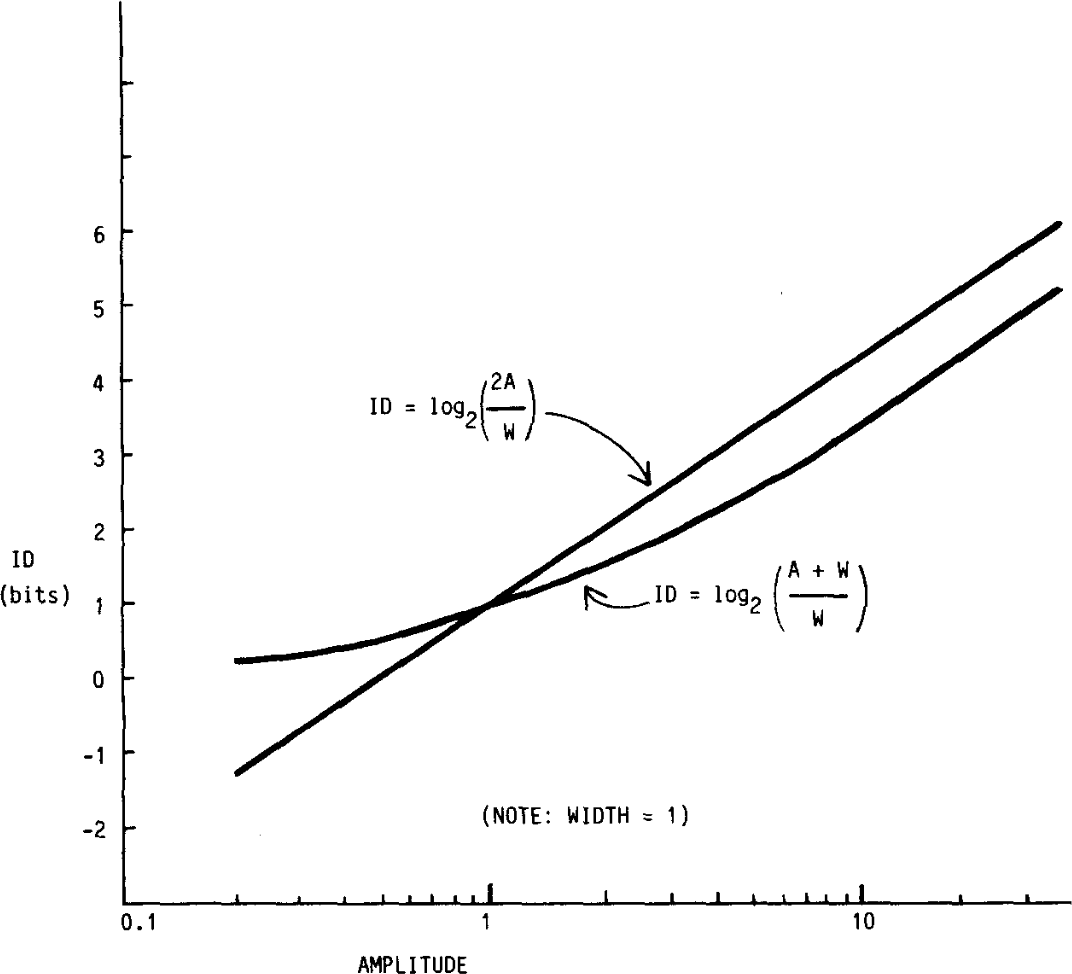 6
5
4
ID = log2(2A/W)
3
2
ID
(bits)
1
ID = log2(A + W/W)
0
-1
(NOTE: WIDTH = 1)
-2
0.1 1 10
AMPLITUDE